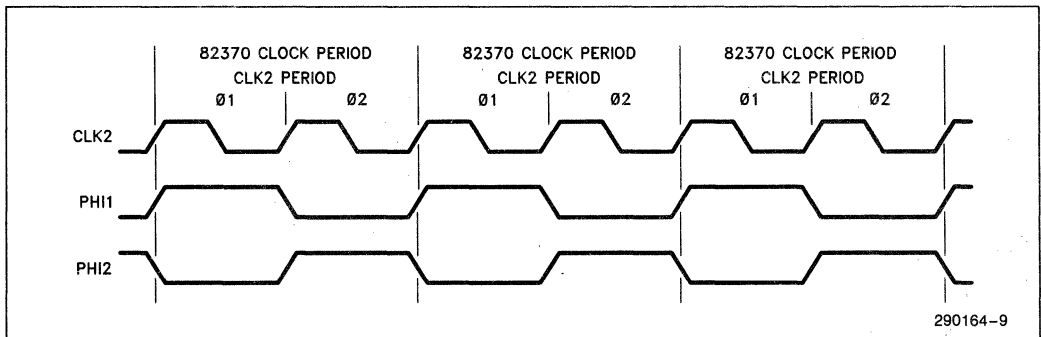 82370 CLOCK PERIOD 82370 CLOCK PERIOD 82370 CLOCK PERIOD
CLK2 PERIOD CLK2 PERIOD CLK2 PERIOD
Ø1 Ø2 Ø1 Ø2 Ø1 Ø2
CLK2
PHI1
PHI2
290164-9